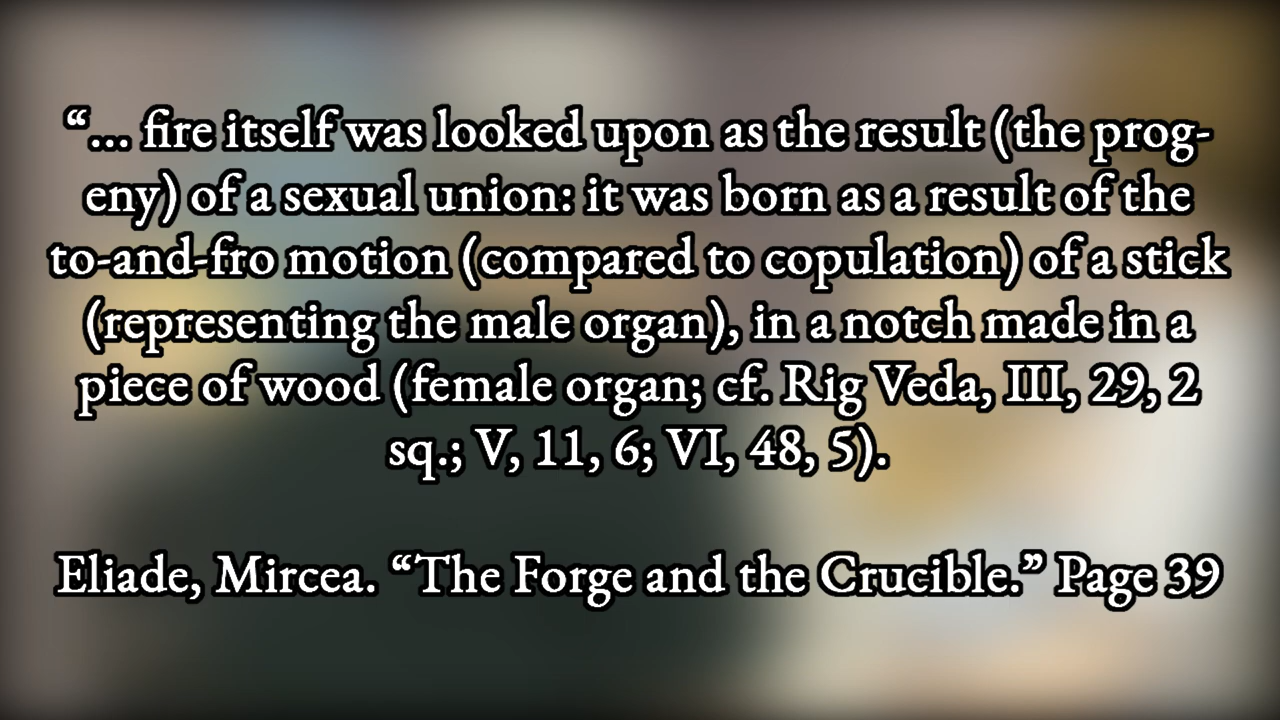 “... fire itself was looked upon as the result (the prog-
eny) of a sexual union: it was born as a result of the
to-and-fro motion (compared to copulation) of a stick
(representing the male organ), in a notch made in a
piece of wood (female organ; cf. Rig Veda, III, 29, 2
sq.; V, 11, 6; VI, 48, 5).
Eliade, Mircea. “The Forge and the Crucible.” Page 39